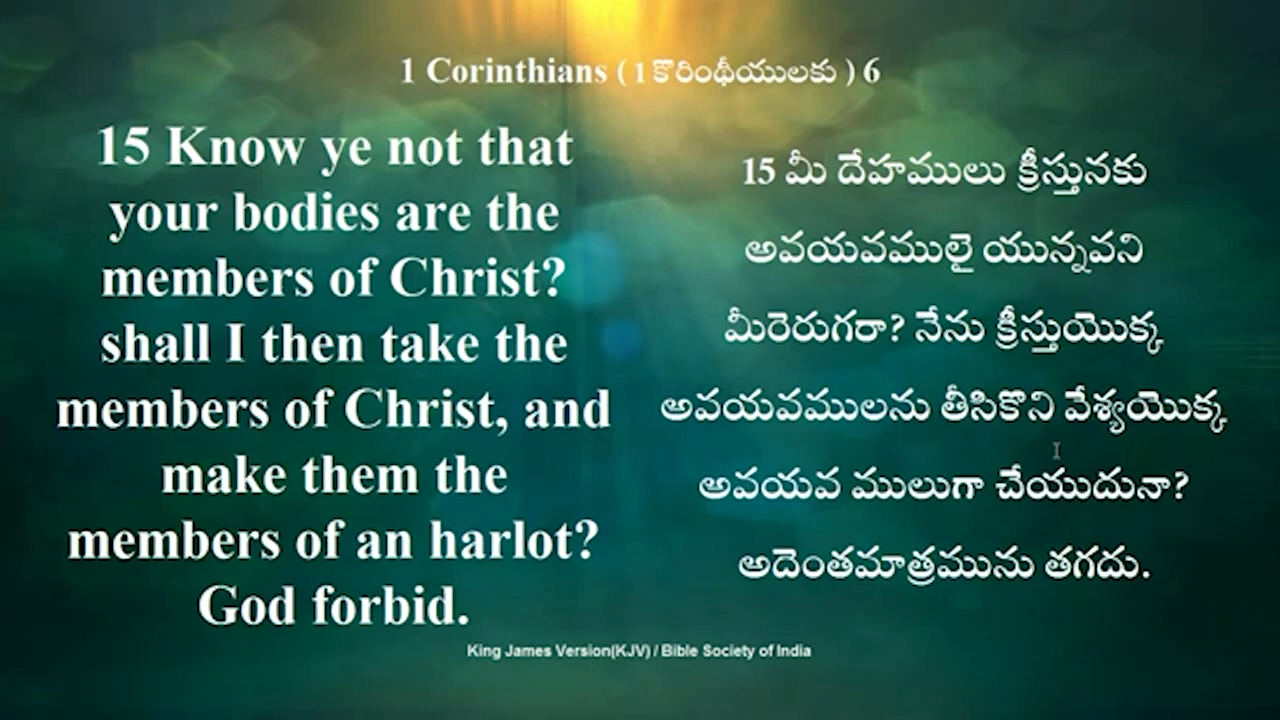 1 Corinthians ( 1 కొరింథీయులకు ) 6
15 Know ye not that
your bodies are the
members of Christ?
shall I then take the
members of Christ, and
make them the
members of an harlot?
God forbid.
15 మీ దేహములు క్రీస్తునకు
అవయవములై యున్నవని
మీరెరుగరా? నేను క్రీస్తుయొక్క
అవయవములను తీసికొని వేశ్యయొక్క
అవయవ ములుగా చేయుదునా?
అదెంతమాత్రమును తగదు.
King James Version(KJV) / Bible Society of India